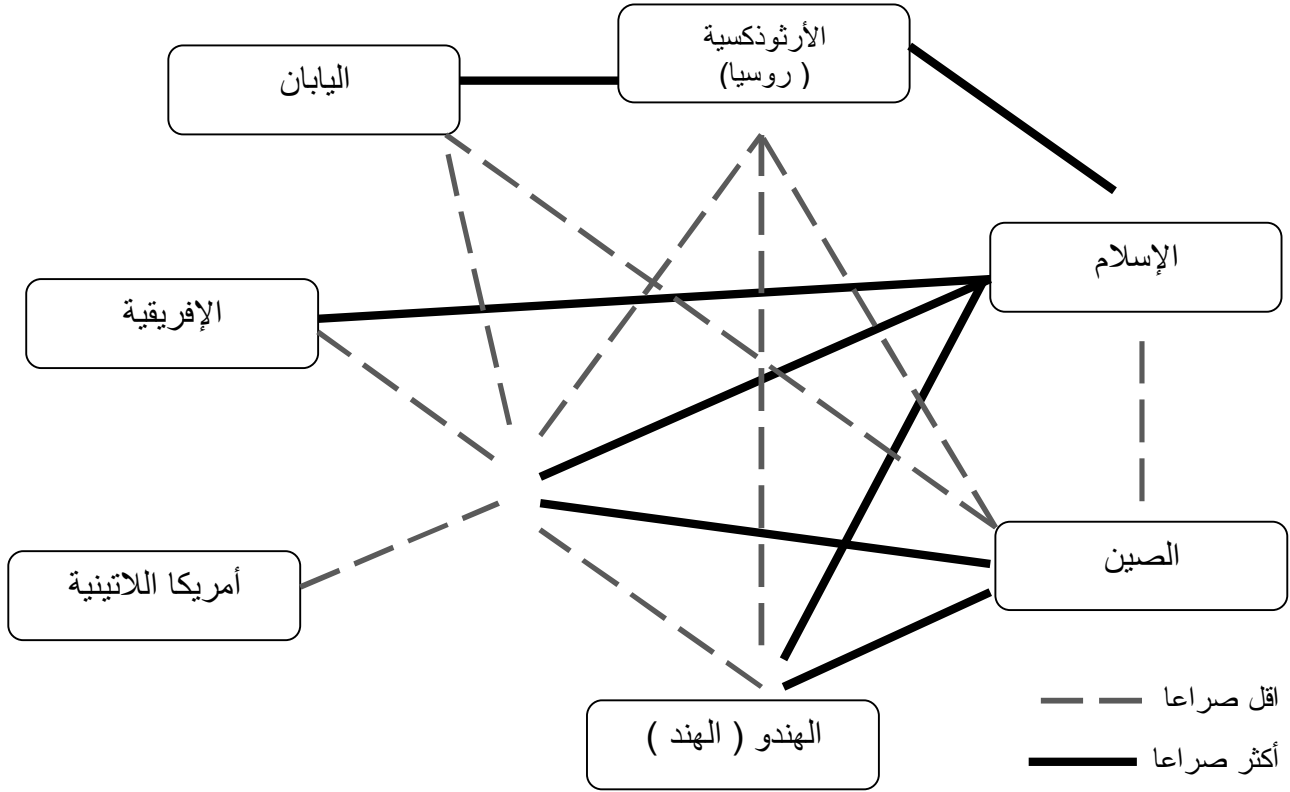 الأرثوذكسية
( روسيا)
اليابان
الإسلام
الإفريقية
الصين
أمريكا اللاتينية
الهندو ( الهند )
اقل صراعا
أكثر صراعا